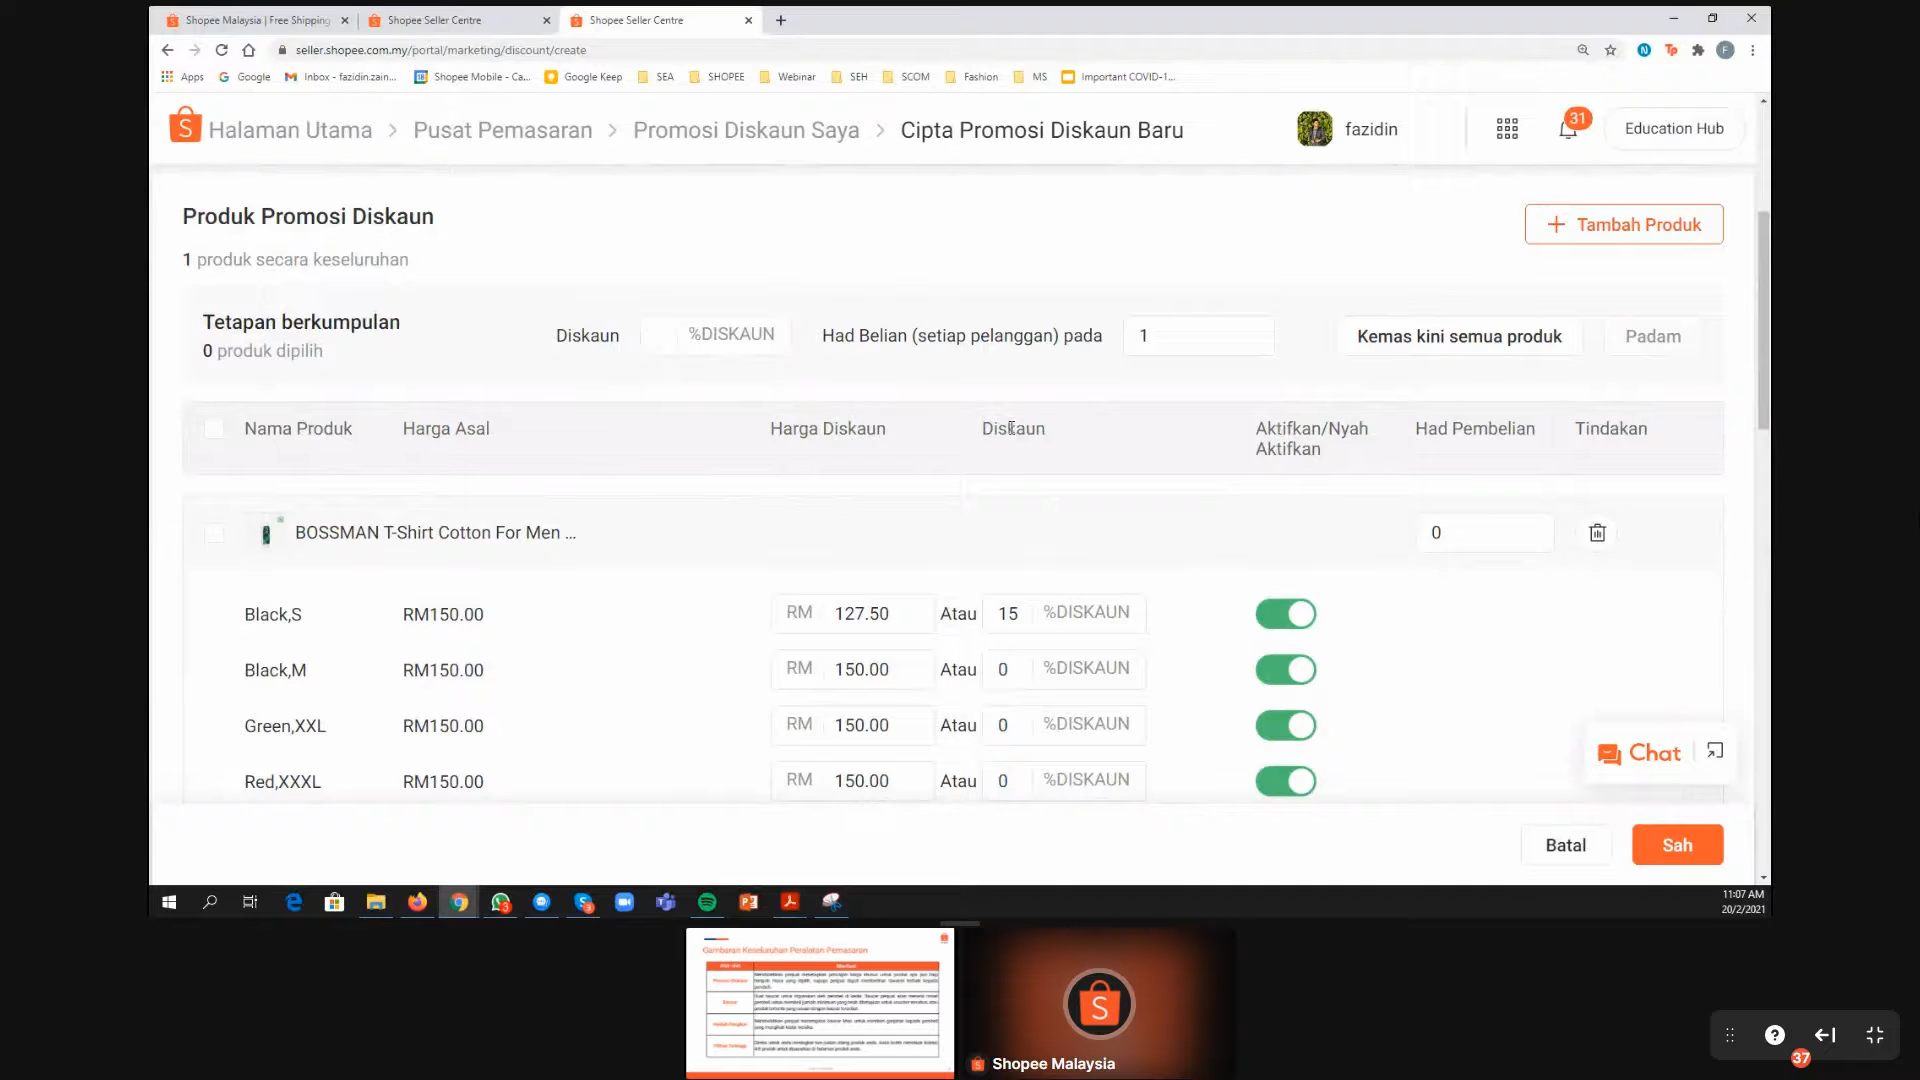 Shopee Malaysia | Free Shipping
Shopee Seller Centre
Shopee Seller Centre
seller.shopee.com.my/portal/marketing/discount/create
Apps
Google
Inbox - fazidin.zain...
Shopee Mobile - Ca...
Google Keep
SEA
SHOPEE
Webinar
SEH
SCOM
Fashion
MS
Important COVID-1...
Halaman Utama > Pusat Pemasaran > Promosi Diskaun Saya > Cipta Promosi Diskaun Baru
fazidin
31
Education Hub
Produk Promosi Diskaun
+ Tambah Produk
1 produk secara keseluruhan
Tetapan berkumpulan
0 produk dipilih
Diskaun
%DISKAUN
Had Belian (setiap pelanggan) pada
1
Kemas kini semua produk
Padam
Nama Produk
Harga Asal
Harga Diskaun
Diskaun
Aktifkan/Nyah
Aktifkan
Had Pembelian
Tindakan
BOSSMAN T-Shirt Cotton For Men ...
0
Black,S RM150.00 RM 127.50 Atau 15 %DISKAUN
Black,M RM150.00 RM 150.00 Atau 0 %DISKAUN
Green,XXL RM150.00 RM 150.00 Atau 0 %DISKAUN
Red,XXXL RM150.00 RM 150.00 Atau 0 %DISKAUN
Chat
Batal
Sah
11:07 AM
20/2/2021
Gambaran Keseluruhan Peralatan Pemasaran
Shopee Malaysia
37